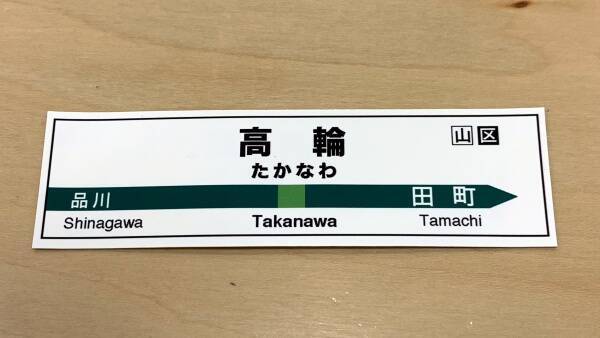 高輪
山区
たかなわ
品川 田町
Shinagawa Takanawa Tamachi